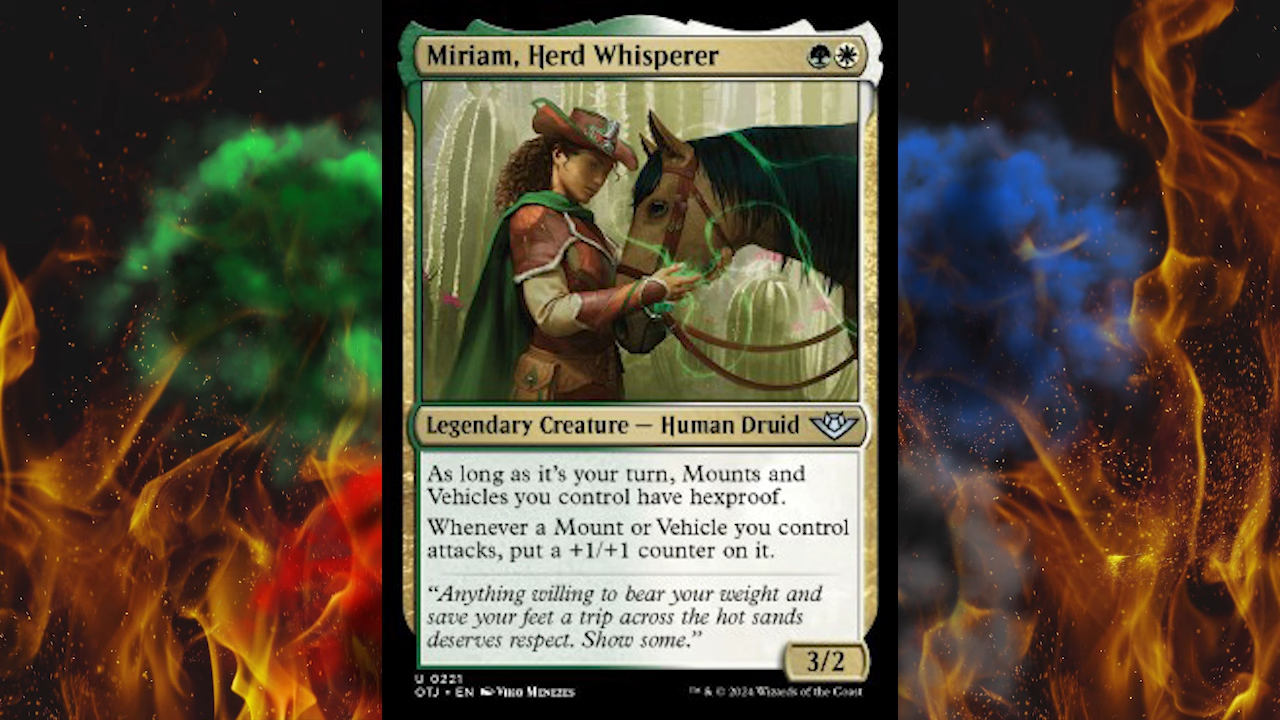 Miriam, Herd Whisperer
Legendary Creature — Human Druid
As long as it's your turn, Mounts and
Vehicles you control have hexproof.
Whenever a Mount or Vehicle you control
attacks, put a +1/+1 counter on it.
“Anything willing to bear your weight and
save your feet a trip across the hot sands
deserves respect. Show some.”
3/2
U 0221
OTJ • EN Viko Menezes
™ & © 2024 Wizards of the Coast